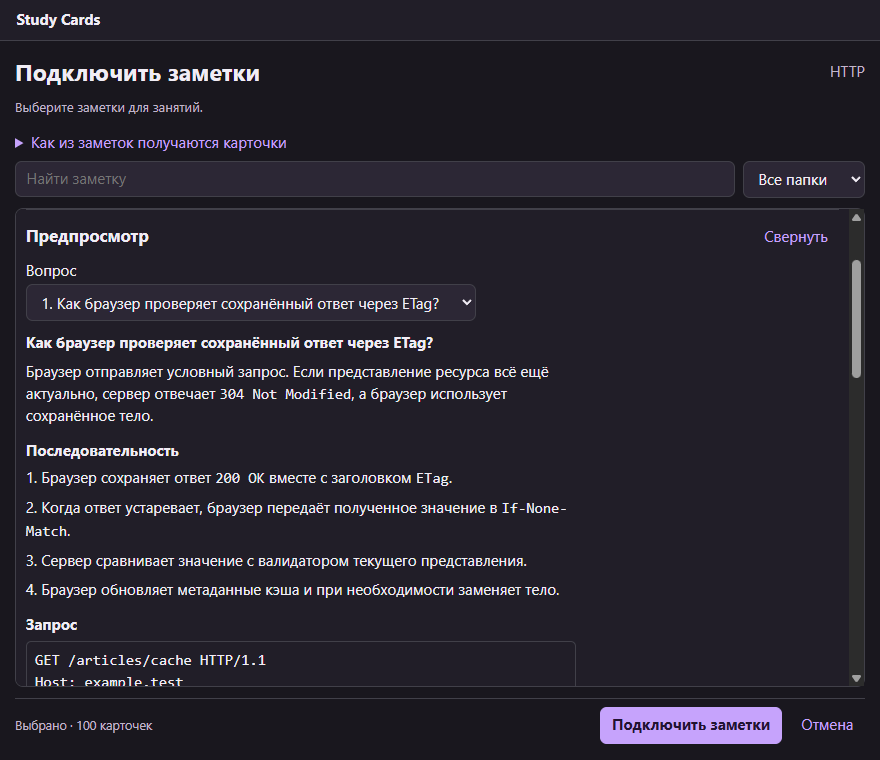 Study Cards
Подключить заметки
HTTP
Выберите заметки для занятий.
Как из заметок получаются карточки
Найти заметку
Все папки
Предпросмотр
Свернуть
Вопрос
1. Как браузер проверяет сохранённый ответ через ETag?
Как браузер проверяет сохранённый ответ через ETag?
Браузер отправляет условный запрос. Если представление ресурса всё ещё
актуально, сервер отвечает 304 Not Modified, а браузер использует
сохранённое тело.
Последовательность
1. Браузер сохраняет ответ 200 OK вместе с заголовком ETag.
2. Когда ответ устаревает, браузер передаёт полученное значение в If-None-
Match.
3. Сервер сравнивает значение с валидатором текущего представления.
4. Браузер обновляет метаданные кэша и при необходимости заменяет тело.
Запрос
GET /articles/cache HTTP/1.1
Host: example.test
Выбрано · 100 карточек
Подключить заметки
Отмена